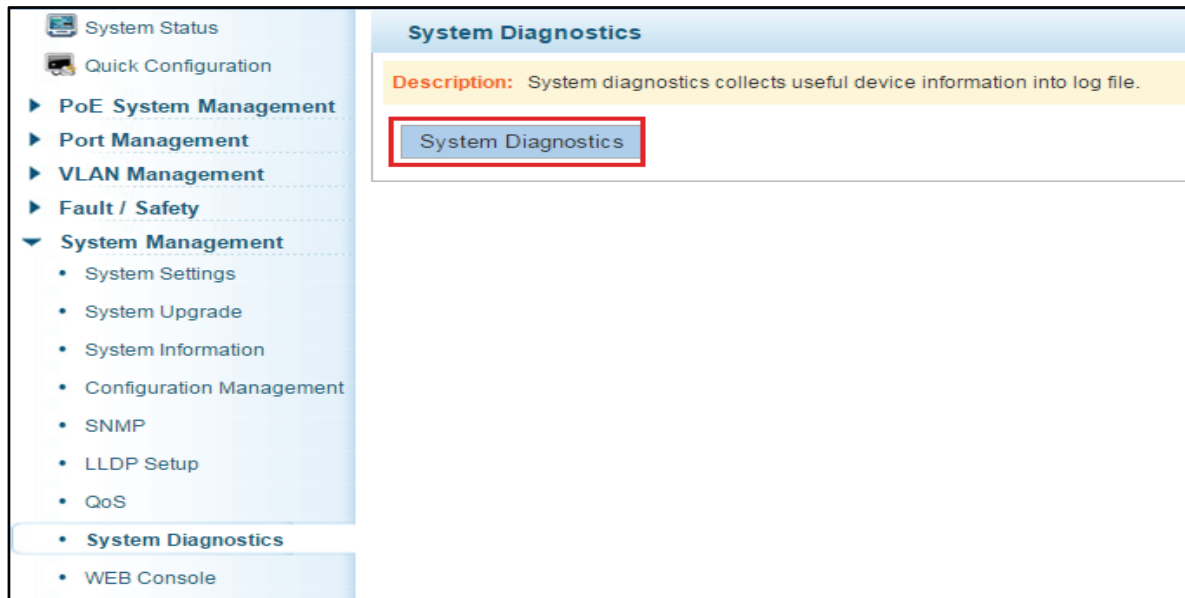 System Status
Quick Configuration
PoE System Management
Port Management
VLAN Management
Fault / Safety
System Management
System Settings
System Upgrade
System Information
Configuration Management
SNMP
LLDP Setup
QoS
System Diagnostics
WEB Console
System Diagnostics
Description: System diagnostics collects useful device information into log file.
System Diagnostics